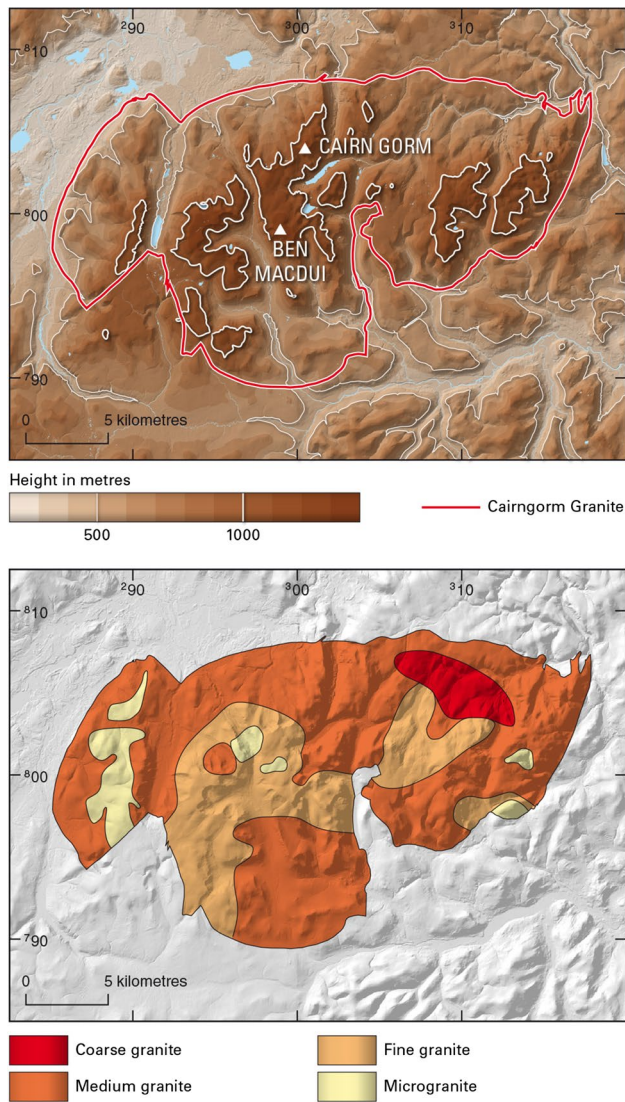 ²90 ³00 ³10
810
CAIRN GORM
800
BEN
MACDUI
790
0 5 kilometres
Height in metres
500 1000
Cairngorm Granite
²90 ³00 ³10
810
800
790
0 5 kilometres
Coarse granite Fine granite
Medium granite Microgranite